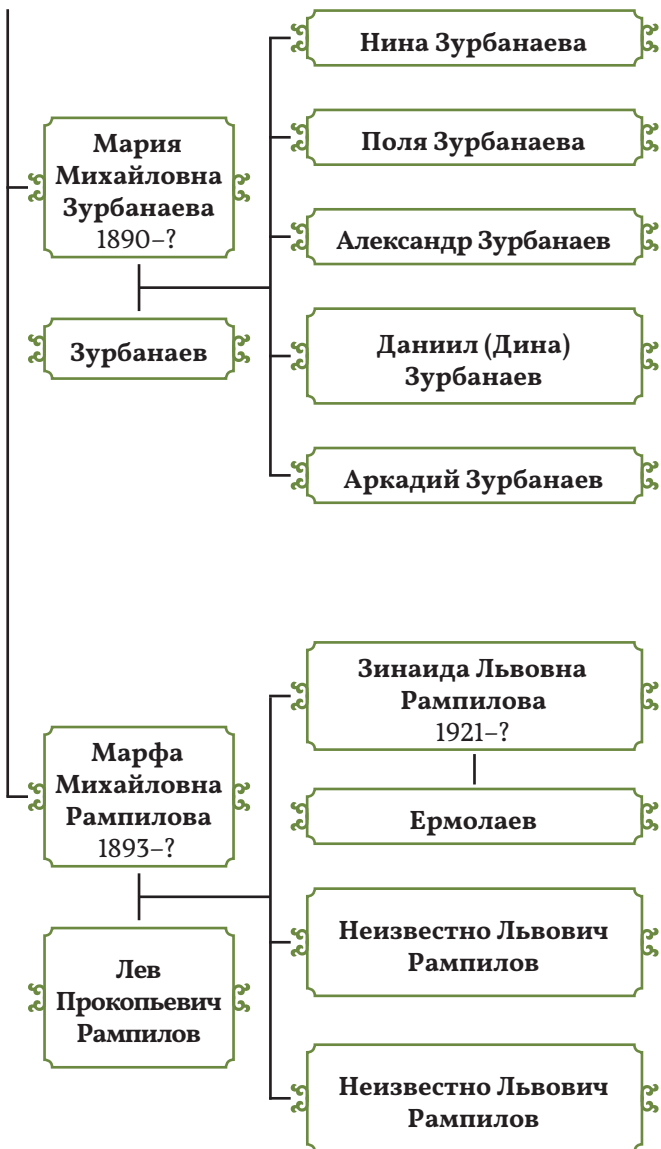 Нина Зурбанаева
Мария
Михайловна
Зурбанаева
1890–?
Поля Зурбанаева
Александр Зурбанаев
Зурбанаев
Даниил (Дина)
Зурбанаев
Аркадий Зурбанаев
Зинаида Львовна
Рампилова
1921–?
Марфа
Михайловна
Рампилова
1893–?
Ермолаев
Неизвестно Львович
Рампилов
Лев
Прокопьевич
Рампилов
Неизвестно Львович
Рампилов